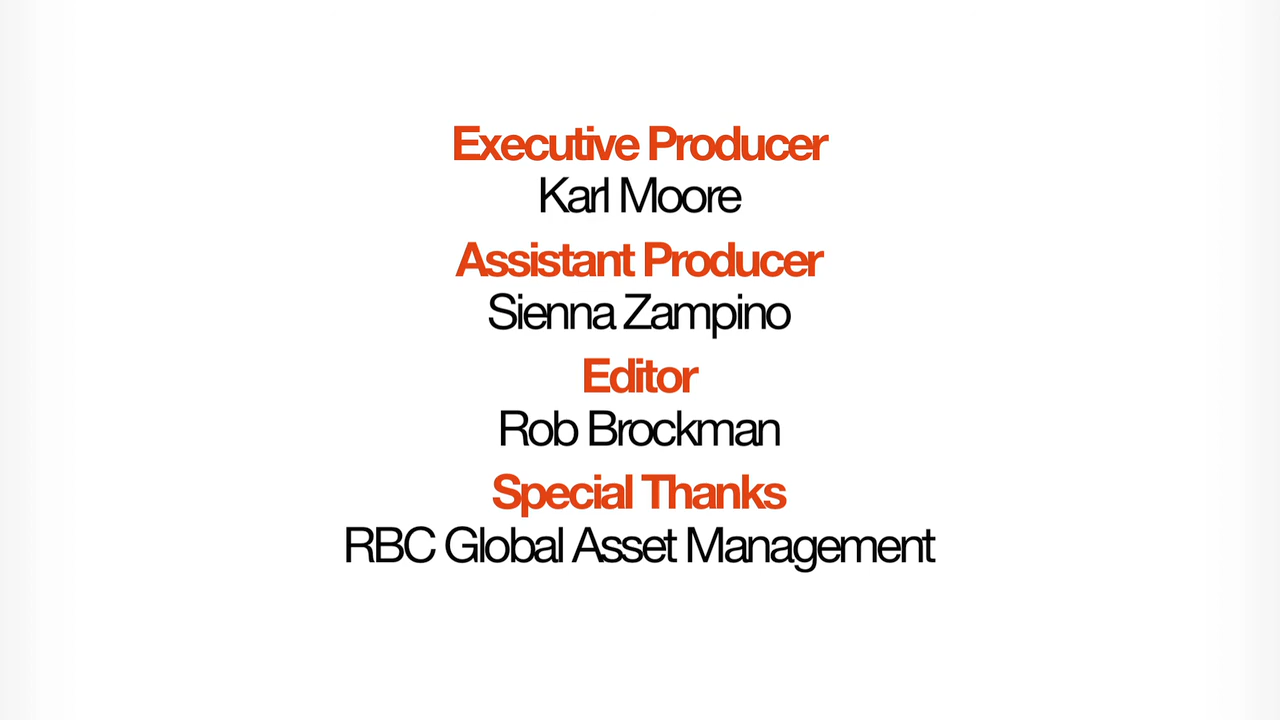 Executive Producer
Karl Moore
Assistant Producer
Sienna Zampino
Editor
Rob Brockman
Special Thanks
RBC Global Asset Management